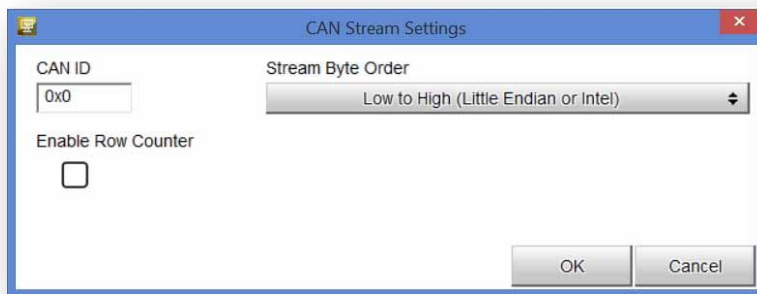 CAN Stream Settings
CAN ID
Stream Byte Order
0x0
Low to High (Little Endian or Intel)
Enable Row Counter
OK
Cancel